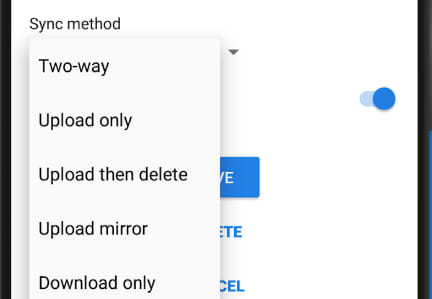 Sync method
Two-way
Upload only
Upload then delete
Upload mirror
Download only